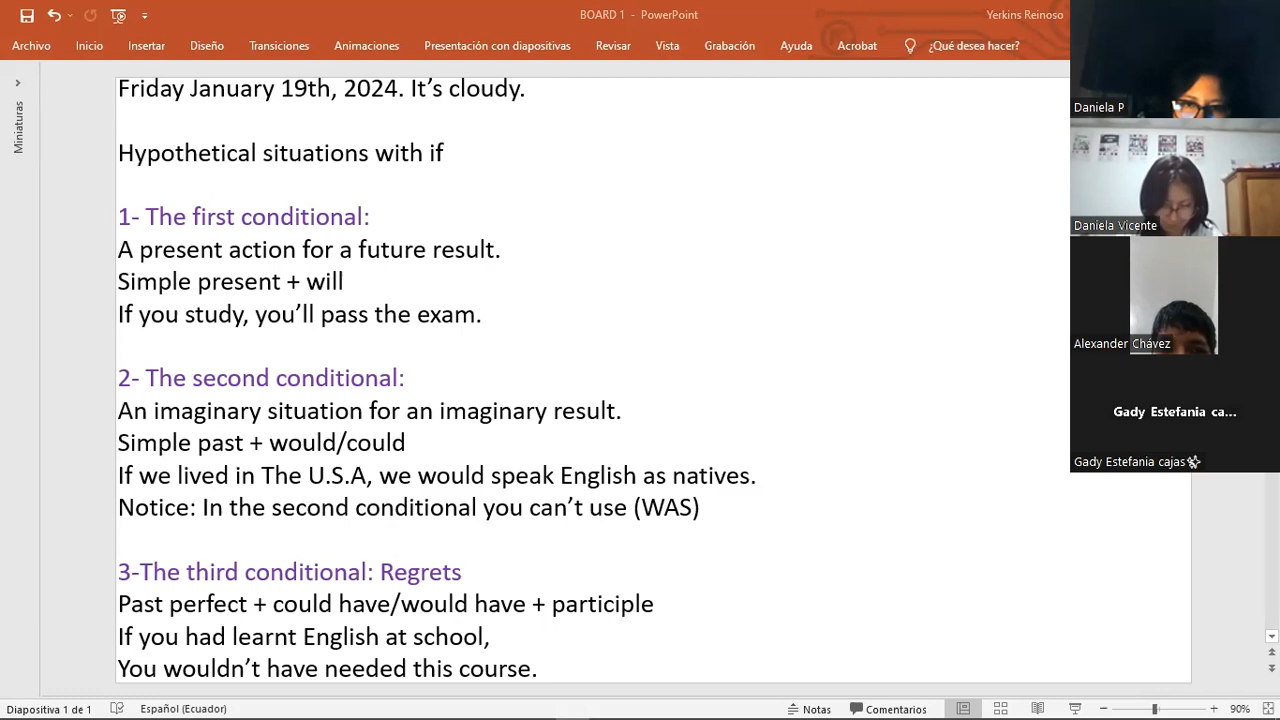 BOARD 1 - PowerPoint
Yerkins Reinoso
Archivo Inicio Insertar Diseño Transiciones Animaciones Presentación con diapositivas Revisar Vista Grabación Ayuda Acrobat ¿Qué desea hacer?
Miniaturas
Friday January 19th, 2024. It’s cloudy.
Hypothetical situations with if
1- The first conditional:
A present action for a future result.
Simple present + will
If you study, you’ll pass the exam.
2- The second conditional:
An imaginary situation for an imaginary result.
Simple past + would/could
If we lived in The U.S.A, we would speak English as natives.
Notice: In the second conditional you can’t use (WAS)
3-The third conditional: Regrets
Past perfect + could have/would have + participle
If you had learnt English at school,
You wouldn’t have needed this course.
Daniela P
Daniela Vicente
Alexander Chávez
Gady Estefania ca...
Gady Estefania cajas
Diapositiva 1 de 1 Español (Ecuador) Notas Comentarios 90%